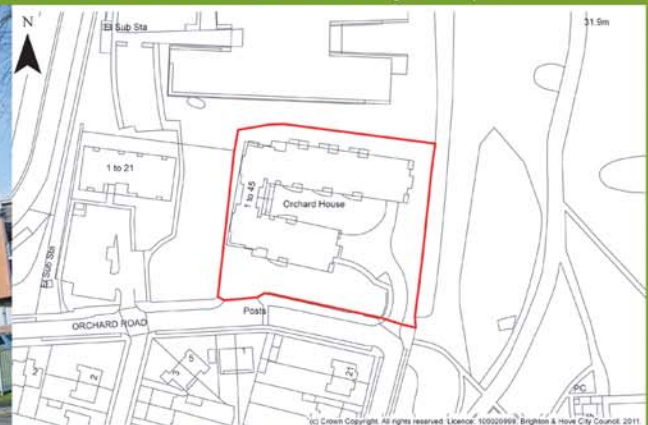 N
El Sub Sta
31.9m
1 to 21
1 to 45
Orchard House
El Sub Sta
Posts
ORCHARD ROAD
5
3
1
2
21
PC
(c) Crown Copyright. All rights reserved. Licence: 100020999, Brighton & Hove City Council. 2011.